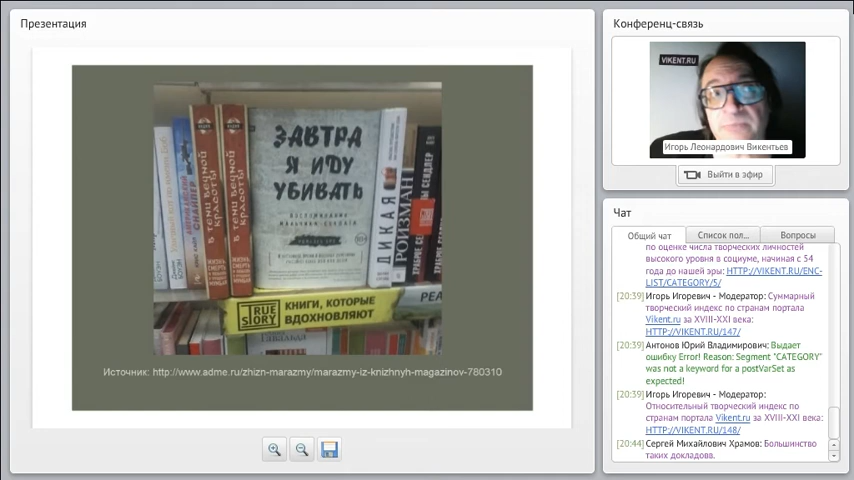 Презентация
ЗАВТРА
Я ИДУ
УБИВАТЬ
В ТЕНИ ВЕЧНОЙ КРАСОТЫ
В ТЕНИ ВЕЧНОЙ КРАСОТЫ
СНАЙПЕР
ДИКАЯ
РОЙЗМАН
СЕЙДЛЕР
TRUE
STORY
КНИГИ, КОТОРЫЕ
ВДОХНОВЛЯЮТ
Источник: http://www.adme.ru/zhizn-marazmy/marazmy-iz-knizhnyh-magazinov-780310
Конференц-связь
VIKENT.RU
Игорь Леонардович Викентьев
Выйти в эфир
Чат
Общий чат
Список пол...
Вопросы
по оценке числа творческих личностей
высокого уровня в социуме, начиная с 54
года до нашей эры: HTTP://VIKENT.RU/ENC-
LIST/CATEGORY/5/
[20:39] Игорь Игоревич - Модератор: Суммарный
творческий индекс по странам портала
Vikent.ru за XVIII-XXI века:
HTTP://VIKENT.RU/147/
[20:39] Антонов Юрий Владимирович: Выдает
ошибку Error! Reason: Segment "CATEGORY"
was not a keyword for a postVarSet as
expected!
[20:39] Игорь Игоревич - Модератор:
Относительный творческий индекс по
странам портала Vikent.ru за XVIII-XXI века:
HTTP://VIKENT.RU/148/
[20:44] Сергей Михайлович Храмов: Большинство
таких докладовв.